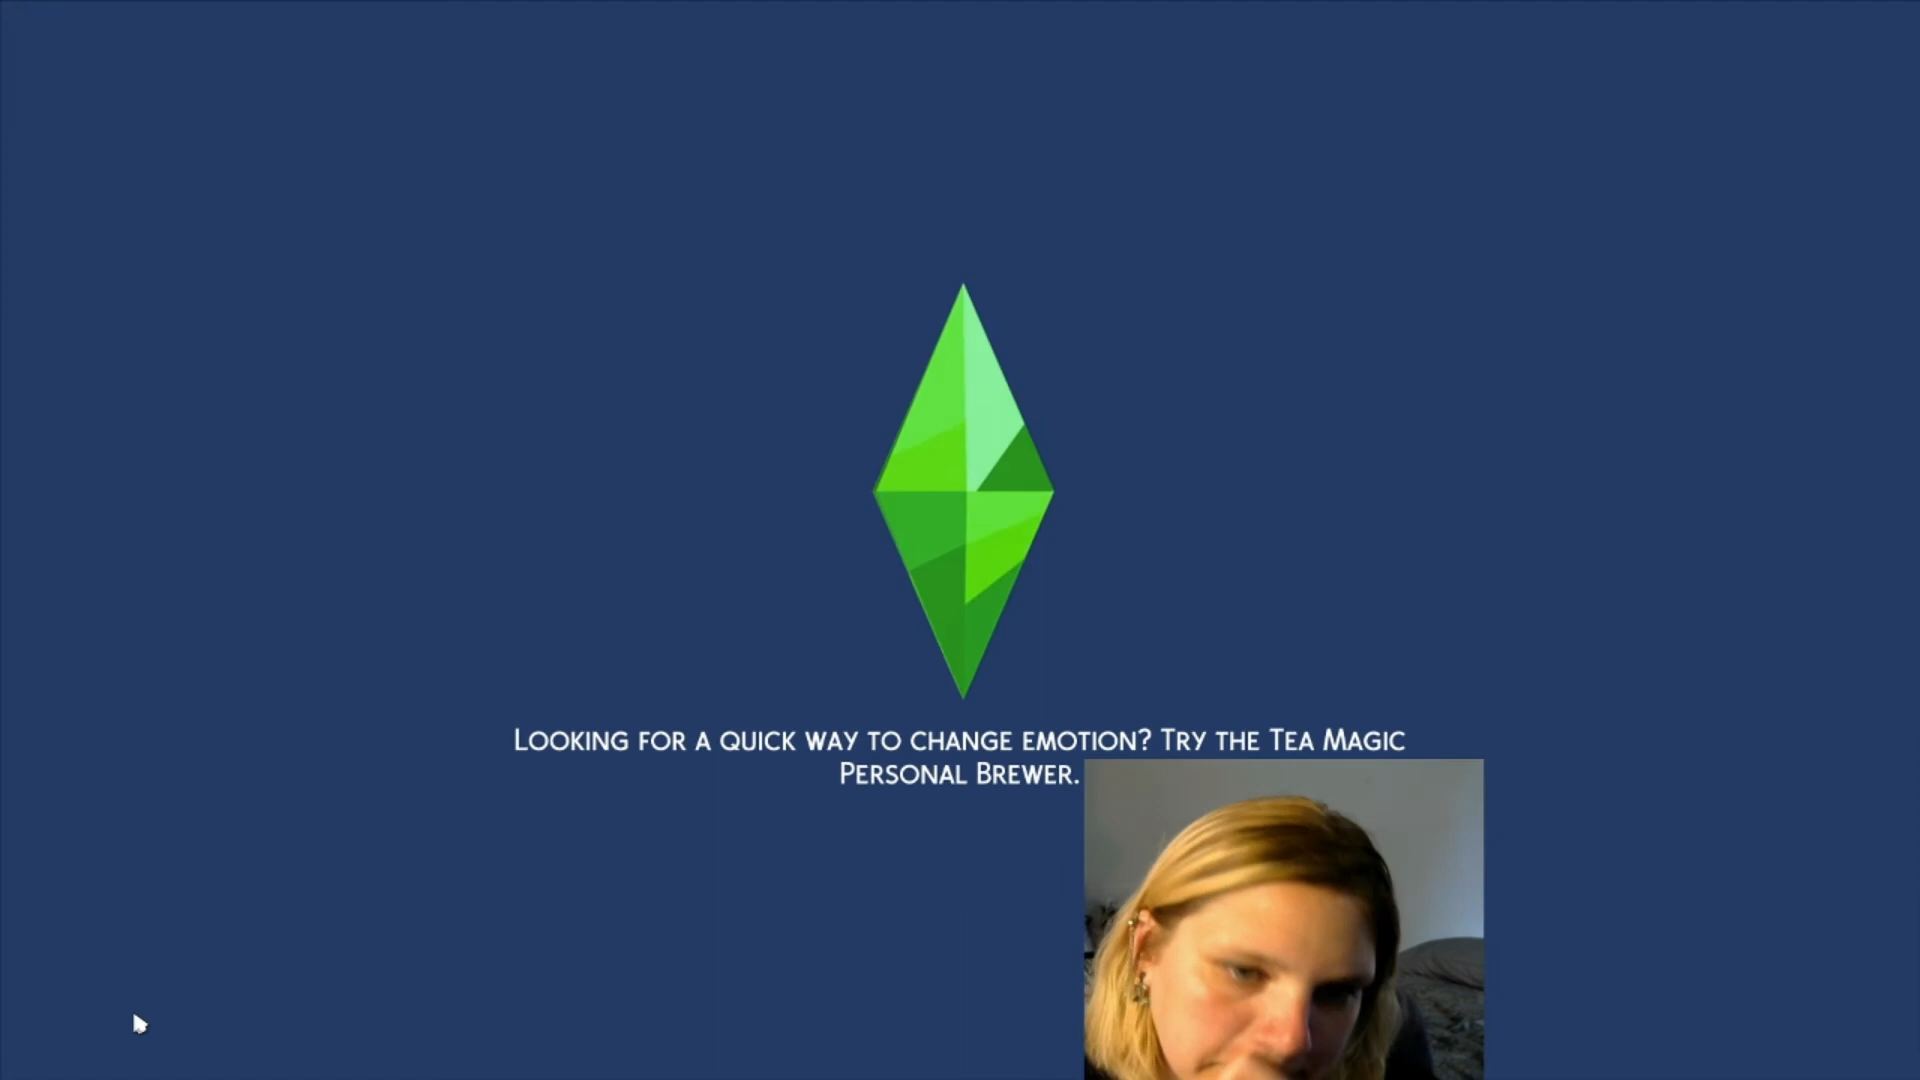 Looking for a quick way to change emotion? Try the Tea Magic
Personal Brewer.